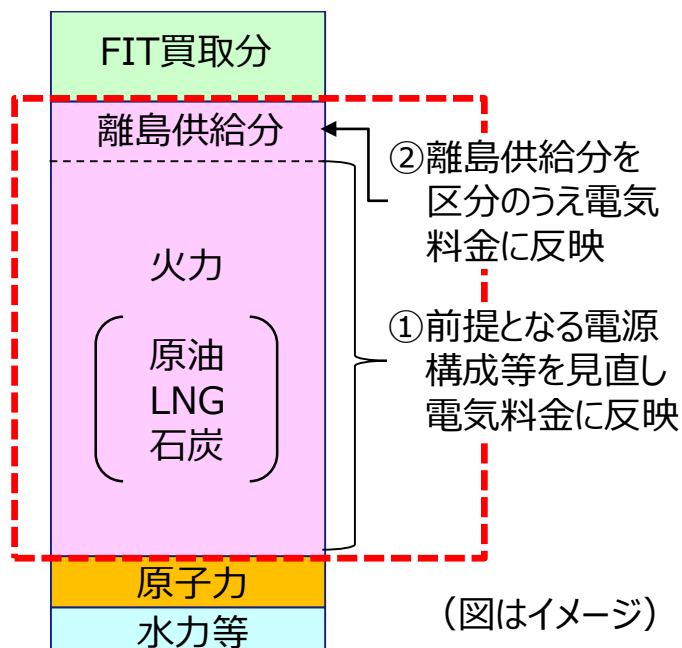 FIT買取分
離島供給分
②離島供給分を
区分のうえ電気
料金に反映
火力
原油
LNG
石炭
①前提となる電源
構成等を見直し
電気料金に反映
原子力
水力等
（図はイメージ）